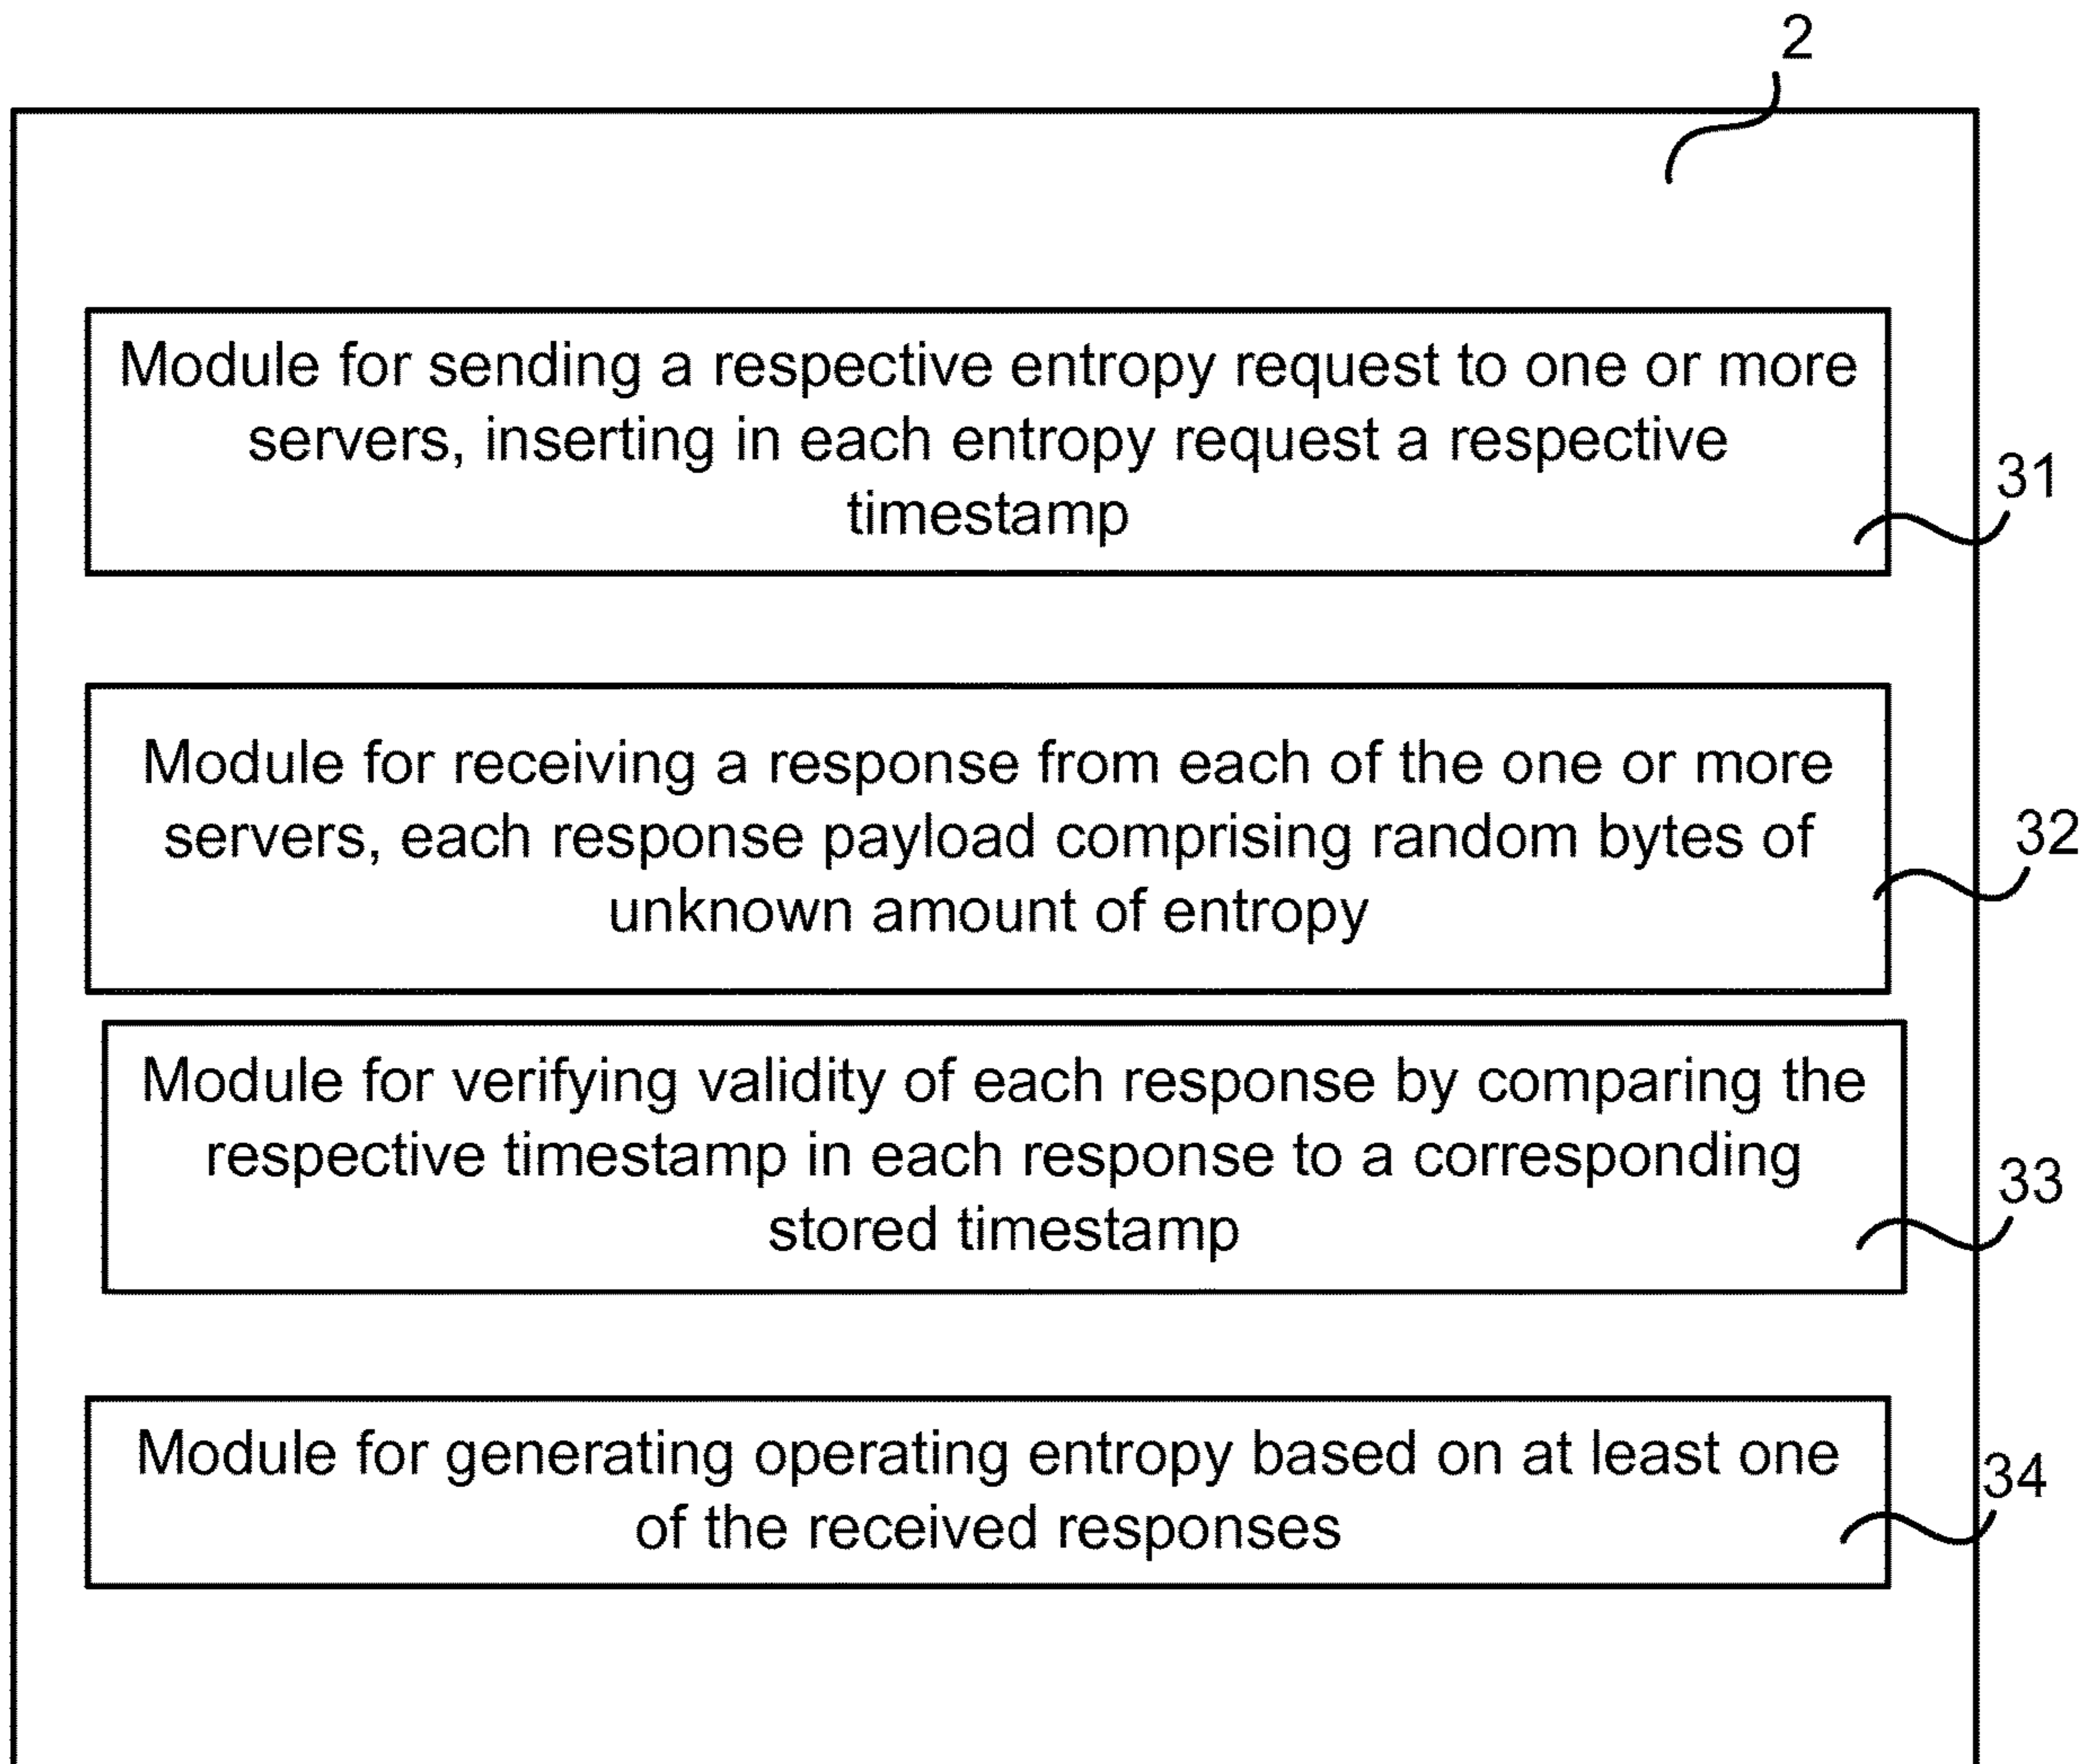 2
Module for sending a respective entropy request to one or more
servers, inserting in each entropy request a respective
timestamp
31
Module for receiving a response from each of the one or more
servers, each response payload comprising random bytes of
unknown amount of entropy
32
Module for verifying validity of each response by comparing the
respective timestamp in each response to a corresponding
stored timestamp
33
Module for generating operating entropy based on at least one
of the received responses
34